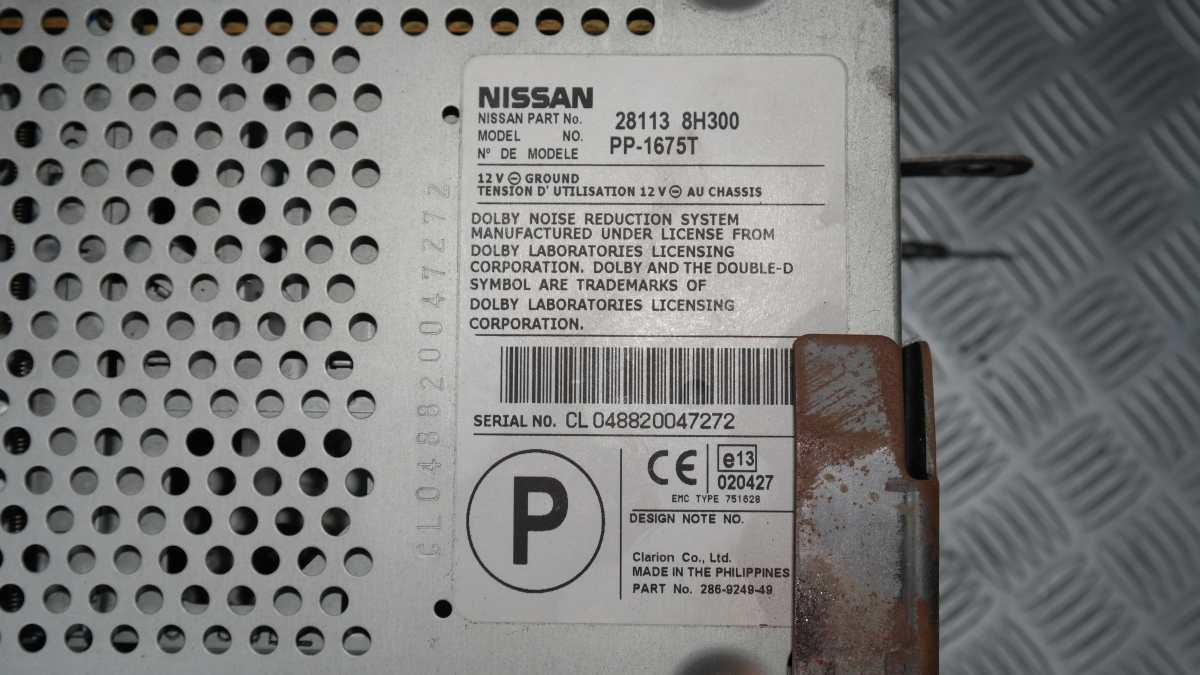 NISSAN
NISSAN PART No. 28113 8H300
MODEL NO. PP-1675T
N° DE MODELE
12 V ⊖ GROUND
TENSION D' UTILISATION 12 V ⊖ AU CHASSIS
DOLBY NOISE REDUCTION SYSTEM
MANUFACTURED UNDER LICENSE FROM
DOLBY LABORATORIES LICENSING
CORPORATION. DOLBY AND THE DOUBLE-D
SYMBOL ARE TRADEMARKS OF
DOLBY LABORATORIES LICENSING
CORPORATION.
SERIAL NO. CL 048820047272
P
CE e13
020427
EMC TYPE 751628
DESIGN NOTE NO.
Clarion Co., Ltd.
MADE IN THE PHILIPPINES
PART No. 286-9249-49
CL048820047272